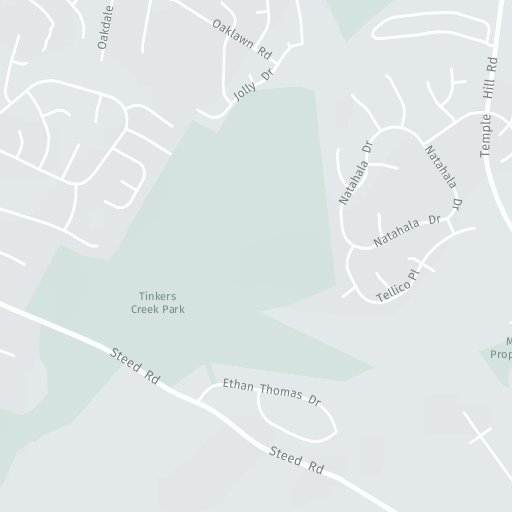 Oakdale
Oaklawn Rd
Jolly Dr
Temple Hill Rd
Natahala Dr
Natahala Dr
Natahala Dr
Tellico Pl
Tinkers
Creek Park
M
Prop
Steed Rd
Ethan Thomas Dr
Steed Rd